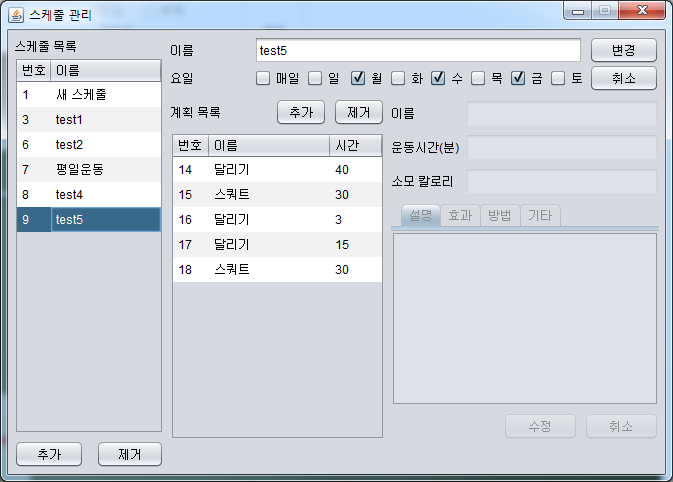 스케줄 관리
스케줄 목록
번호 이름
1 새 스케줄
3 test1
6 test2
7 평일운동
8 test4
9 test5
추가 제거
이름 test5 변경
요일 매일 일 월 화 수 목 금 토 취소
계획 목록 추가 제거
번호 이름 시간
14 달리기 40
15 스쿼트 30
16 달리기 3
17 달리기 15
18 스쿼트 30
이름
운동시간(분)
소모 칼로리
설명 효과 방법 기타
수정 취소